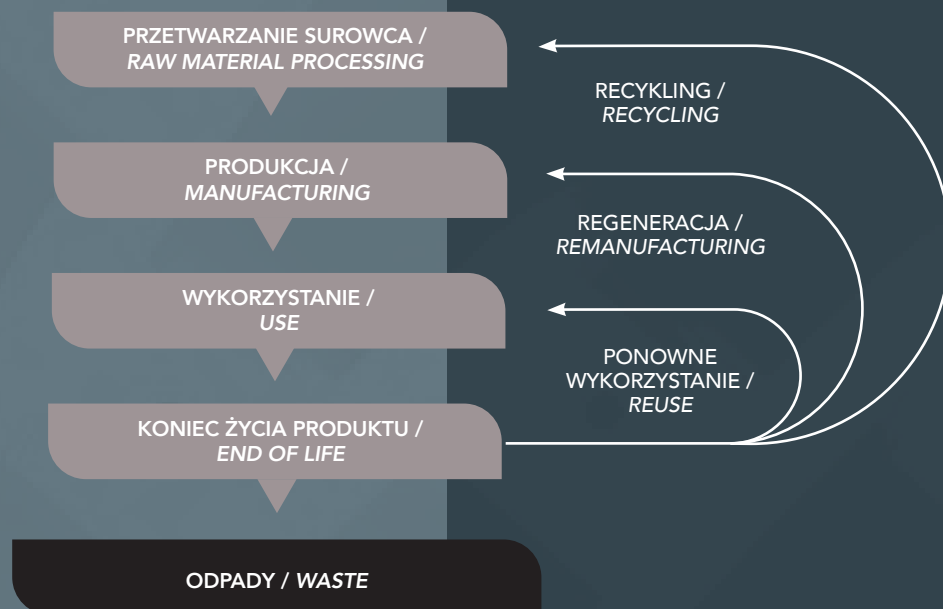 PRZETWARZANIE SUROWCA /
RAW MATERIAL PROCESSING
RECYKLING /
RECYCLING
PRODUKCJA /
MANUFACTURING
REGENERACJA /
REMANUFACTURING
WYKORZYSTANIE /
USE
PONOWNE
WYKORZYSTANIE /
REUSE
KONIEC ŻYCIA PRODUKTU /
END OF LIFE
ODPADY / WASTE